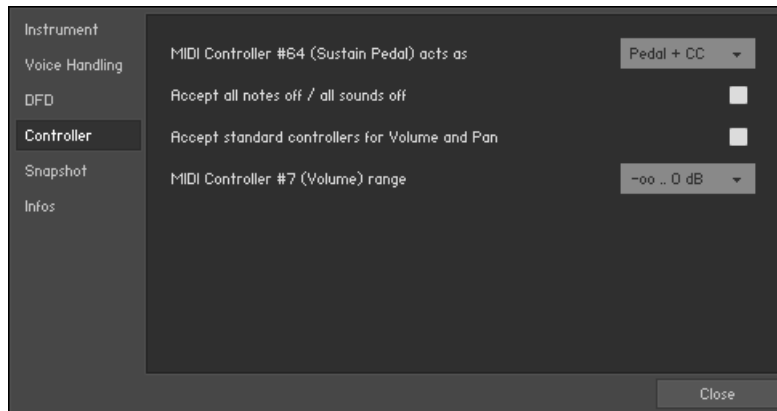 Instrument
Voice Handling
DFD
Controller
Snapshot
Infos
MIDI Controller #64 (Sustain Pedal) acts as Pedal + CC
Accept all notes off / all sounds off
Accept standard controllers for Volume and Pan
MIDI Controller #7 (Volume) range -oo .. 0 dB
Close